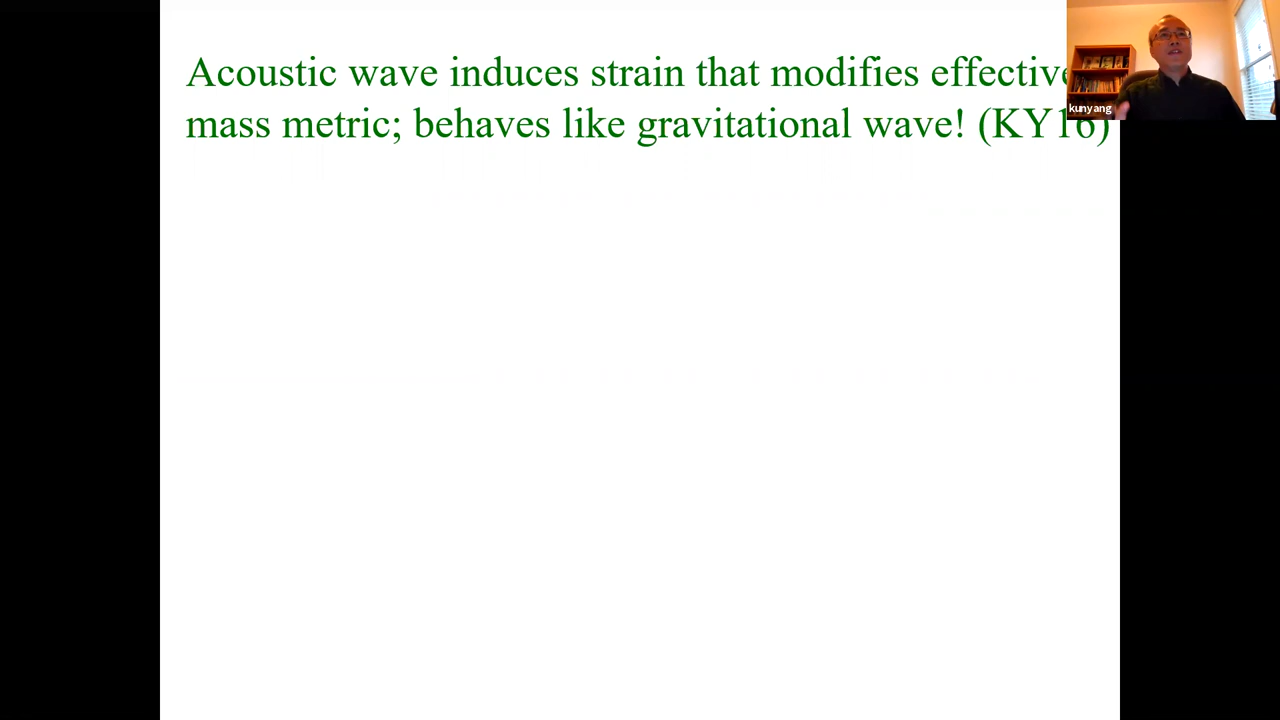 Acoustic wave induces strain that modifies effective
mass metric; behaves like gravitational wave! (KY16)
kunyang